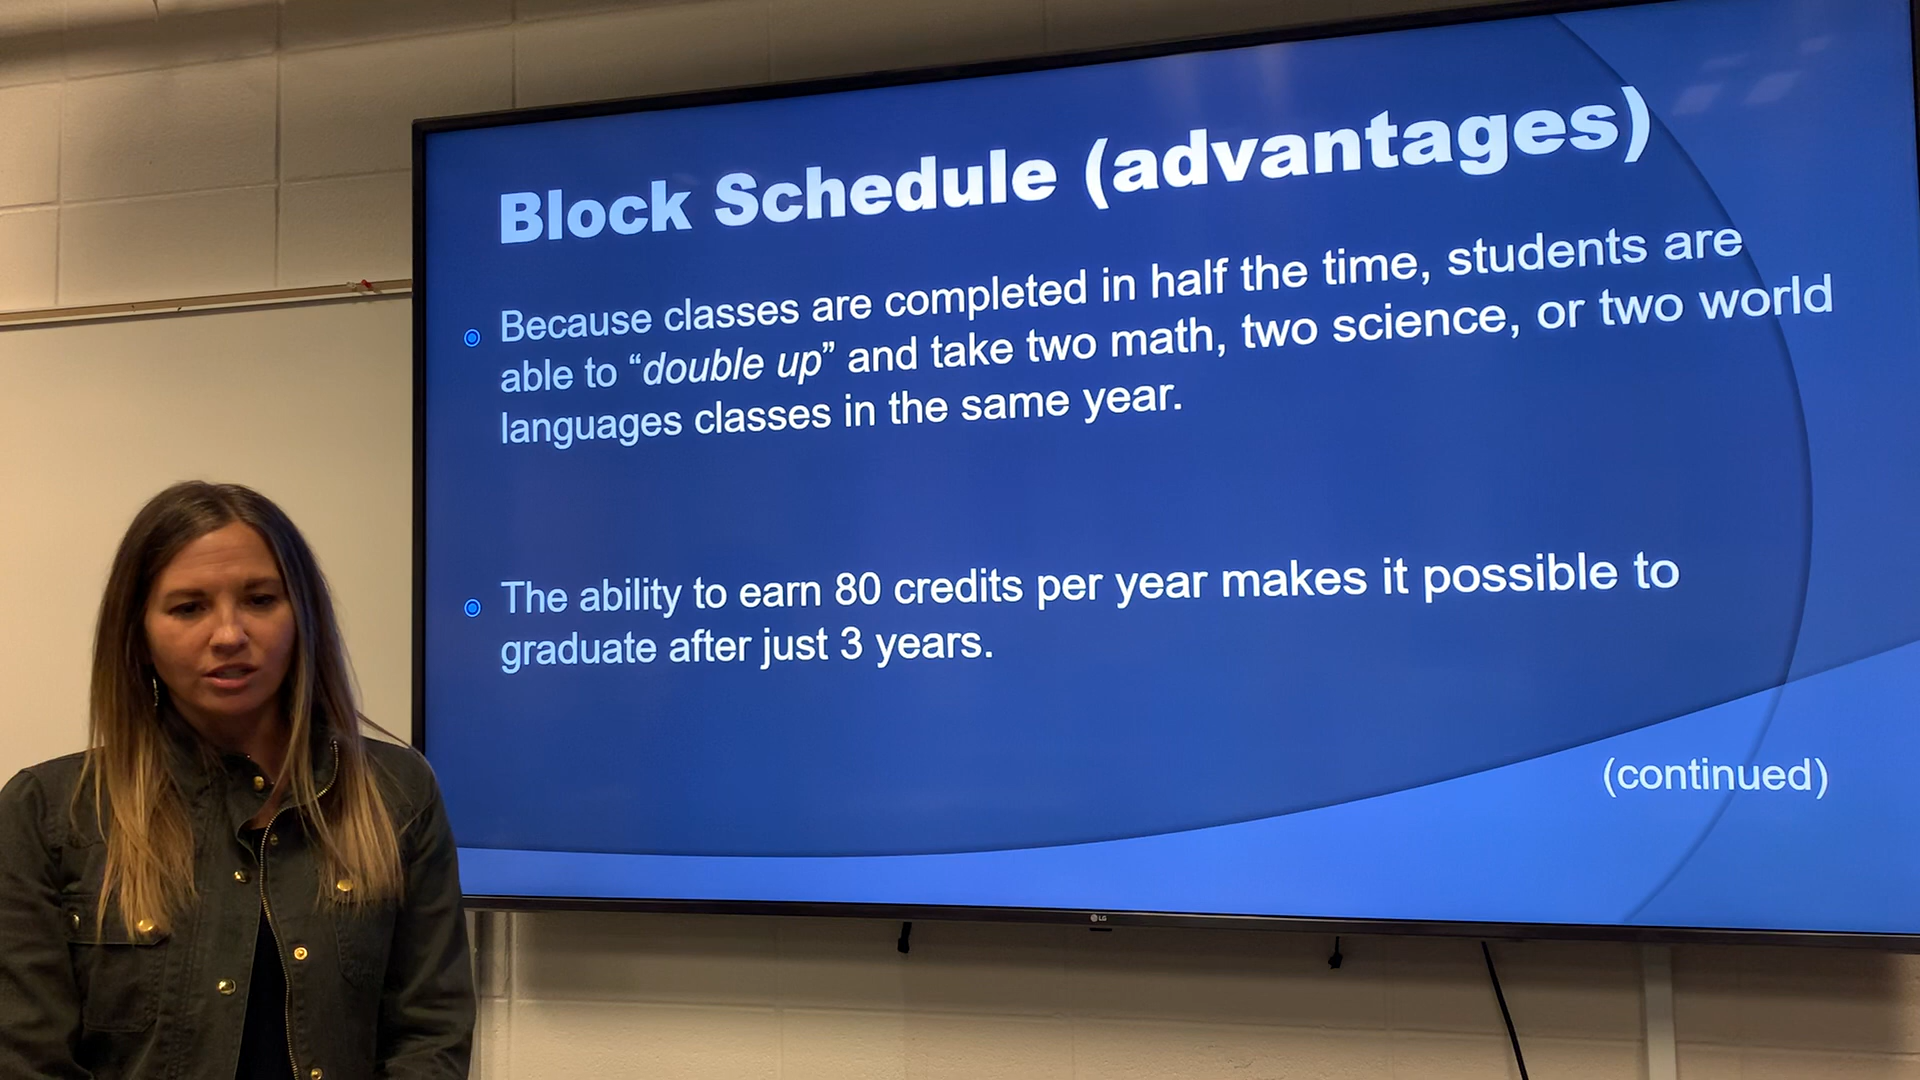 Block Schedule (advantages)
Because classes are completed in half the time, students are
able to “double up” and take two math, two science, or two world
languages classes in the same year.
The ability to earn 80 credits per year makes it possible to
graduate after just 3 years.
(continued)
LG